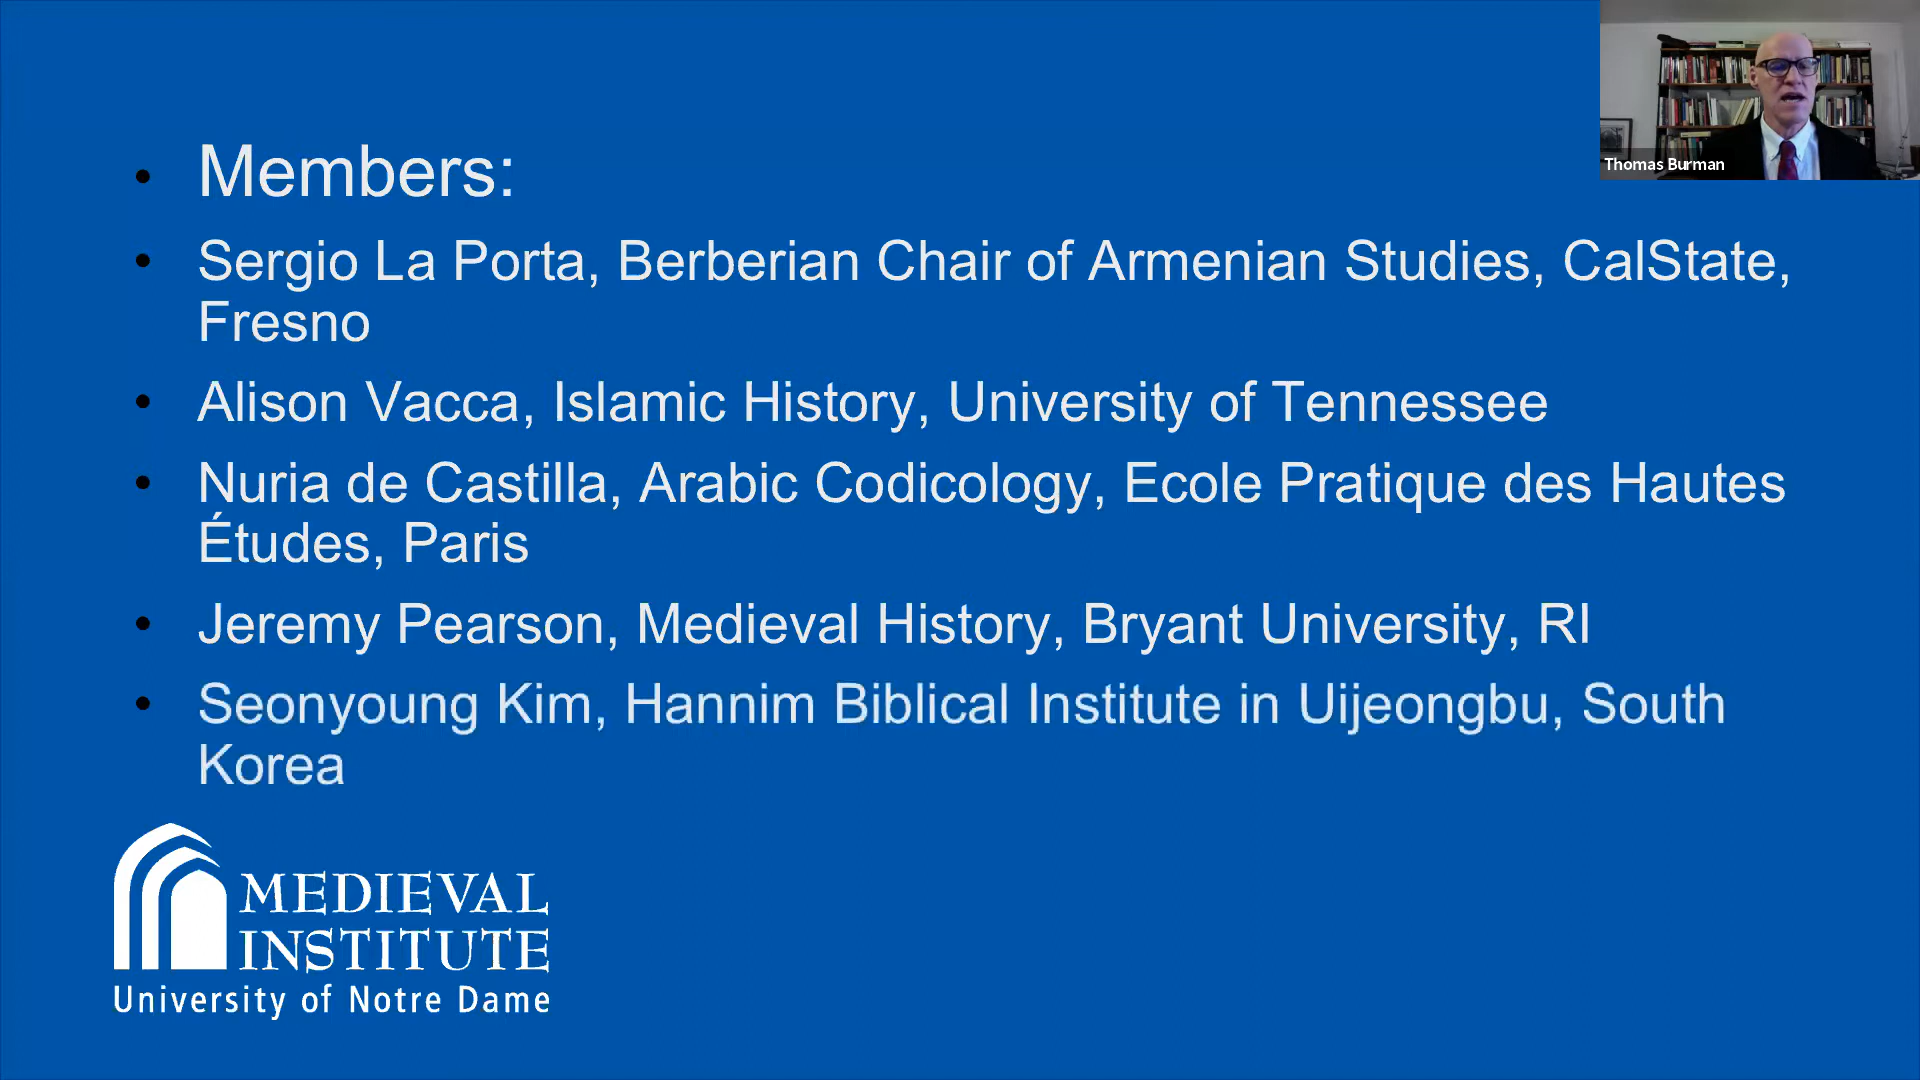 Members:
Sergio La Porta, Berberian Chair of Armenian Studies, CalState,
Fresno
Alison Vacca, Islamic History, University of Tennessee
Nuria de Castilla, Arabic Codicology, Ecole Pratique des Hautes
Études, Paris
Jeremy Pearson, Medieval History, Bryant University, RI
Seonyoung Kim, Hannim Biblical Institute in Uijeongbu, South
Korea
MEDIEVAL
INSTITUTE
University of Notre Dame
Thomas Burman